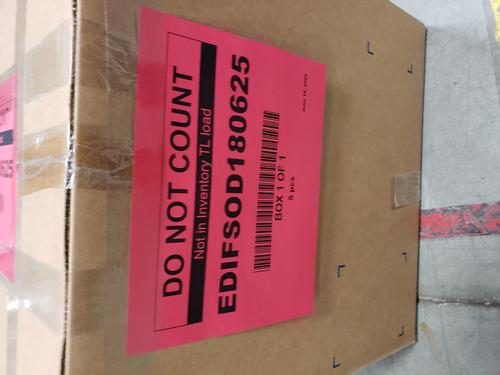 DO NOT COUNT
Not in Inventory TL load
EDIFSOD180625
BOX 1 OF 1
5 pcs